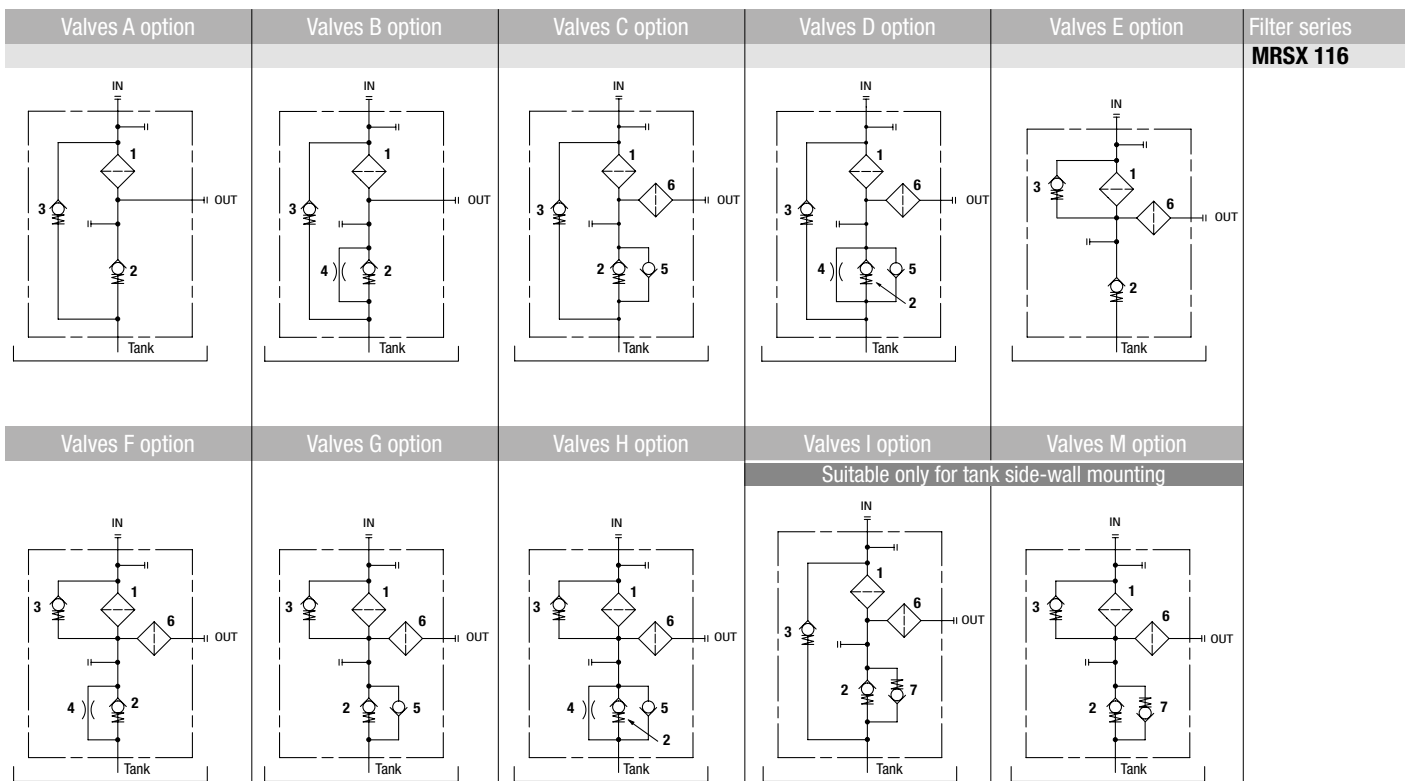 Valves A option
Valves B option
Valves C option
Valves D option
Valves E option
Filter series
MRSX 116
IN
1
3
OUT
2
Tank
IN
1
3
OUT
4
2
Tank
IN
1
6
3
OUT
2
5
Tank
IN
1
6
3
OUT
4
5
2
Tank
IN
3
1
6
OUT
2
Tank
Valves F option
Valves G option
Valves H option
Valves I option
Valves M option
Suitable only for tank side-wall mounting
IN
3
1
6
OUT
4
2
Tank
IN
3
1
6
OUT
2
5
Tank
IN
3
1
6
OUT
4
5
2
Tank
IN
1
6
3
OUT
2
7
Tank
IN
3
1
6
OUT
2
7
Tank